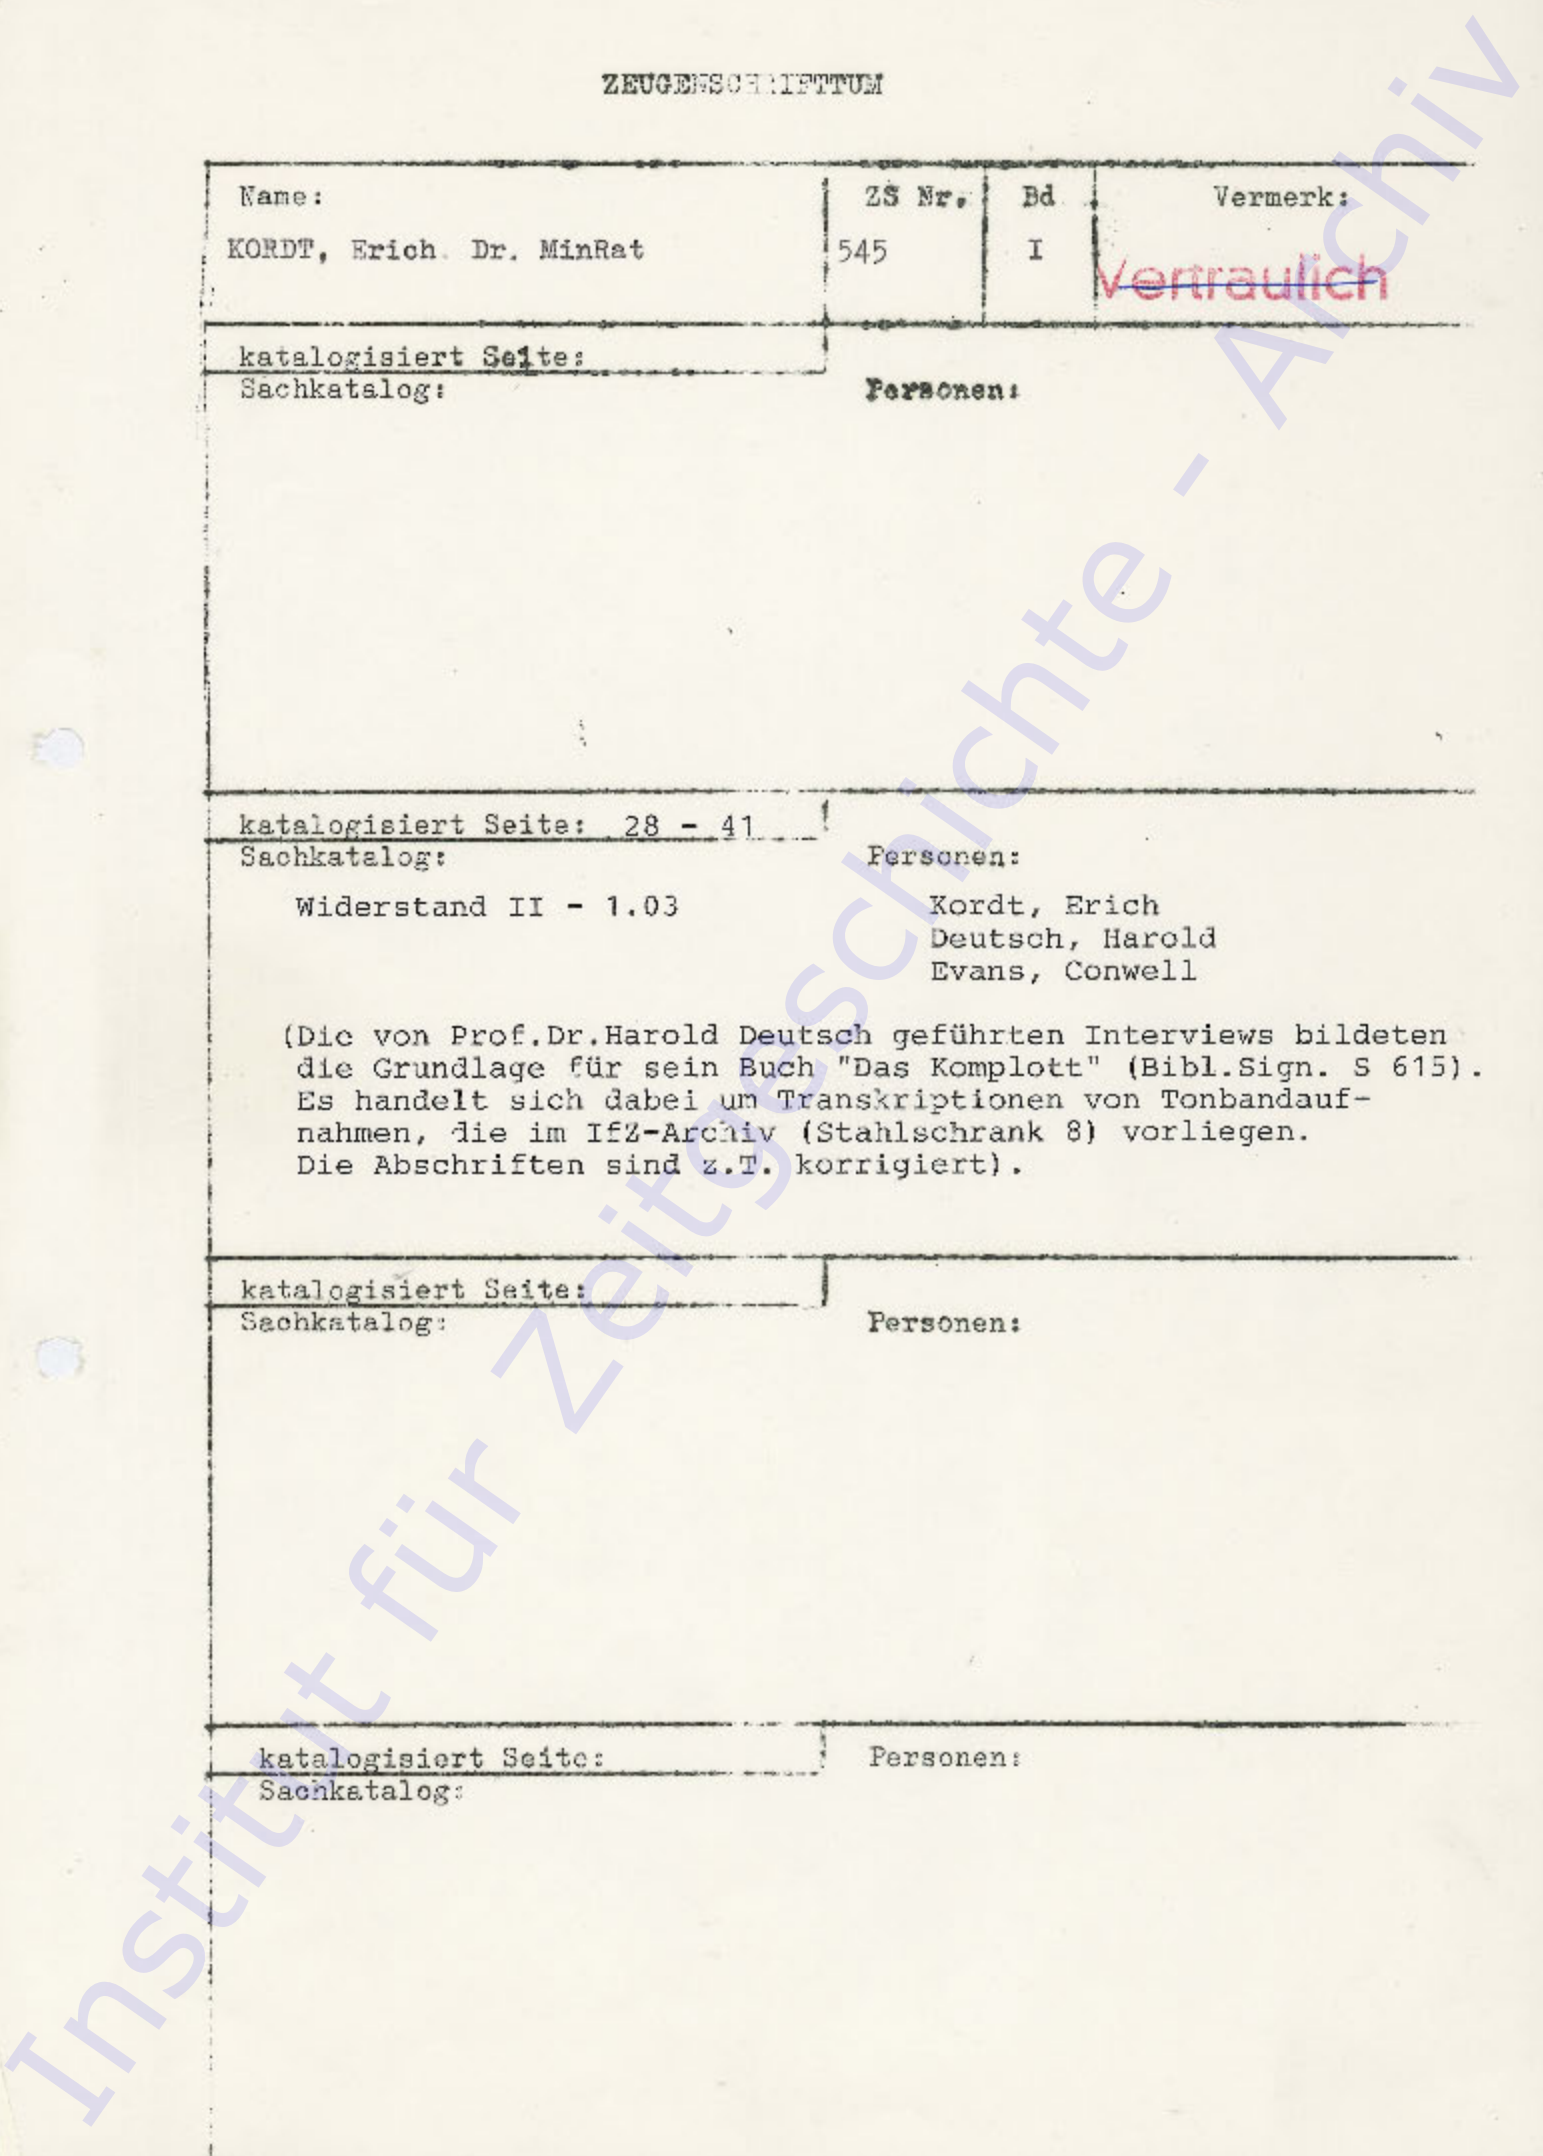 ZEUGENSCHRIFTTUM
Name: ZS Nr. Bd Vermerk:
KORDT, Erich Dr. MinRat 545 I Vertraulich
katalogisiert Seite:
Sachkatalog: Personen:
katalogisiert Seite: 28 - 41
Sachkatalog: Personen:
Widerstand II - 1.03 Kordt, Erich
Deutsch, Harold
Evans, Conwell
(Die von Prof.Dr.Harold Deutsch geführten Interviews bildeten
die Grundlage für sein Buch "Das Komplott" (Bibl.Sign. S 615).
Es handelt sich dabei um Transkriptionen von Tonbandauf-
nahmen, die im IfZ-Archiv (Stahlschrank 8) vorliegen.
Die Abschriften sind z.T. korrigiert).
katalogisiert Seite:
Sachkatalog: Personen:
katalogisiert Seite: Personen:
Sachkatalog:
Institut für Zeitgeschichte - Archiv